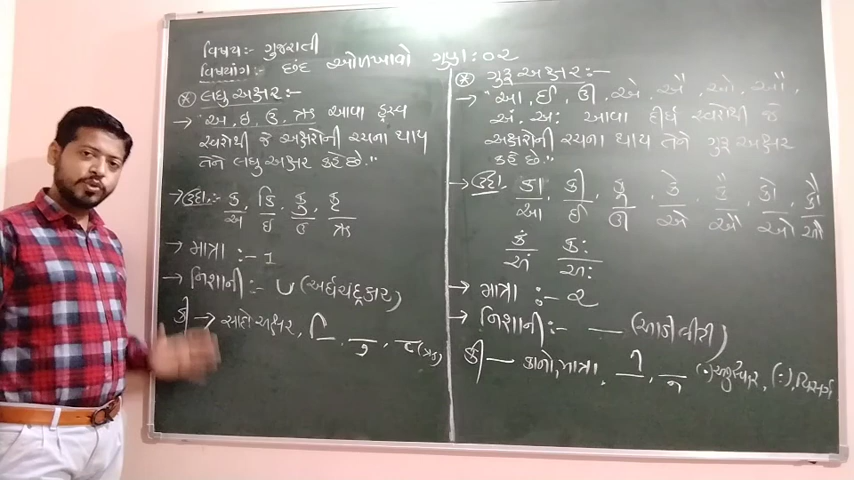 વિષય:- ગુજરાતી
વિષયાંગ:- છંદ ઓળખાવો ગુણ : ૦૨
* લઘુ અક્ષર :-
→ "અ, ઇ, ઉ, ઋ આવા હ્રસ્વ
સ્વરોથી જે અક્ષરોની રચના થાય
તેને લઘુ અક્ષર કહે છે."
→ ઉદા.:- ક, કિ, કુ, કૃ
અ ઇ ઉ ઋ
→ માત્રા :- 1
→ નિશાની :- ∪ (અર્ધચંદ્રકાર)
કી → સાદો અક્ષર, િ, ુ, ૃ (ઋ)
* ગુરૂ અક્ષર :-
→ "આ, ઈ, ઊ, એ, ઐ, ઓ, ઔ,
અં, અઃ આવા દીર્ઘ સ્વરોથી જે
અક્ષરોની રચના થાય તેને ગુરૂ અક્ષર
કહે છે."
→ ઉદા. કા, કી, કૂ, કે, કૈ, કો, કૌ
આ ઈ ઊ એ ઐ ઓ ઔ
કં કઃ
અં અઃ
→ માત્રા :- ૨
→ નિશાની :- — (આડી લીટી)
કી — કાનો, માત્રા, ી, ૂ (ં) અનુસ્વાર, (ઃ) વિસર્ગ